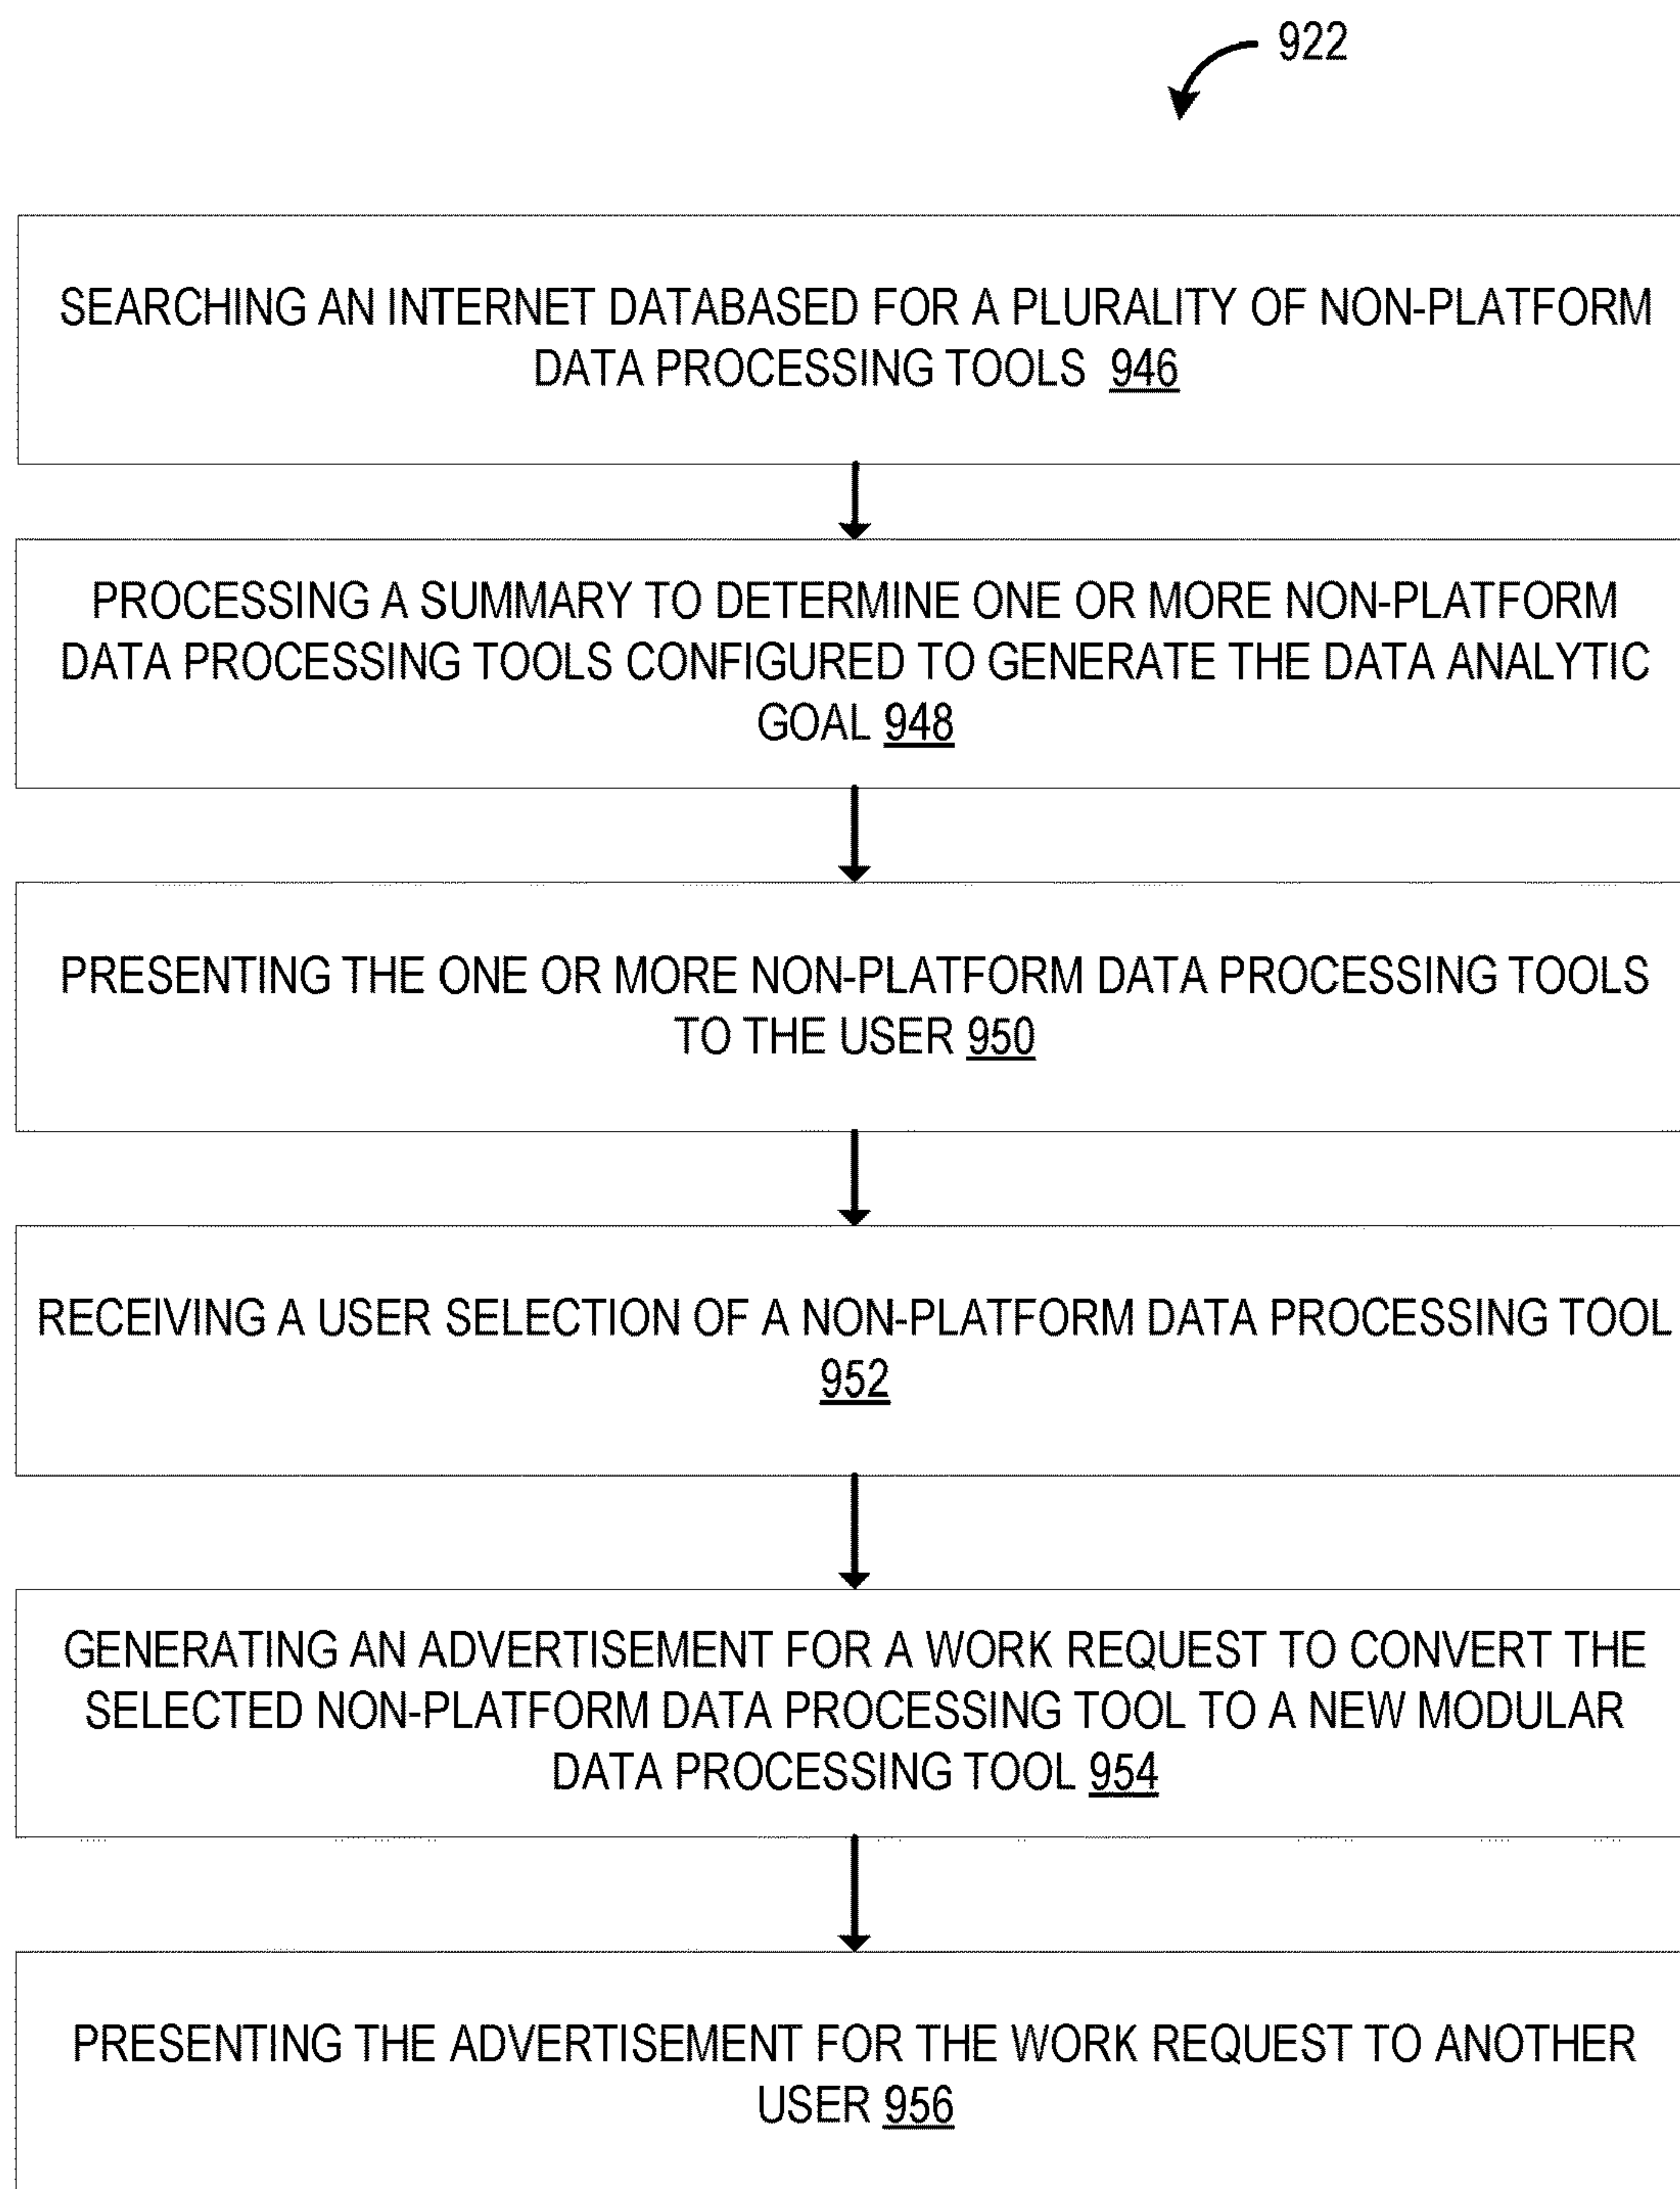 922
SEARCHING AN INTERNET DATABASED FOR A PLURALITY OF NON-PLATFORM
DATA PROCESSING TOOLS 946
PROCESSING A SUMMARY TO DETERMINE ONE OR MORE NON-PLATFORM
DATA PROCESSING TOOLS CONFIGURED TO GENERATE THE DATA ANALYTIC
GOAL 948
PRESENTING THE ONE OR MORE NON-PLATFORM DATA PROCESSING TOOLS
TO THE USER 950
RECEIVING A USER SELECTION OF A NON-PLATFORM DATA PROCESSING TOOL
952
GENERATING AN ADVERTISEMENT FOR A WORK REQUEST TO CONVERT THE
SELECTED NON-PLATFORM DATA PROCESSING TOOL TO A NEW MODULAR
DATA PROCESSING TOOL 954
PRESENTING THE ADVERTISEMENT FOR THE WORK REQUEST TO ANOTHER
USER 956